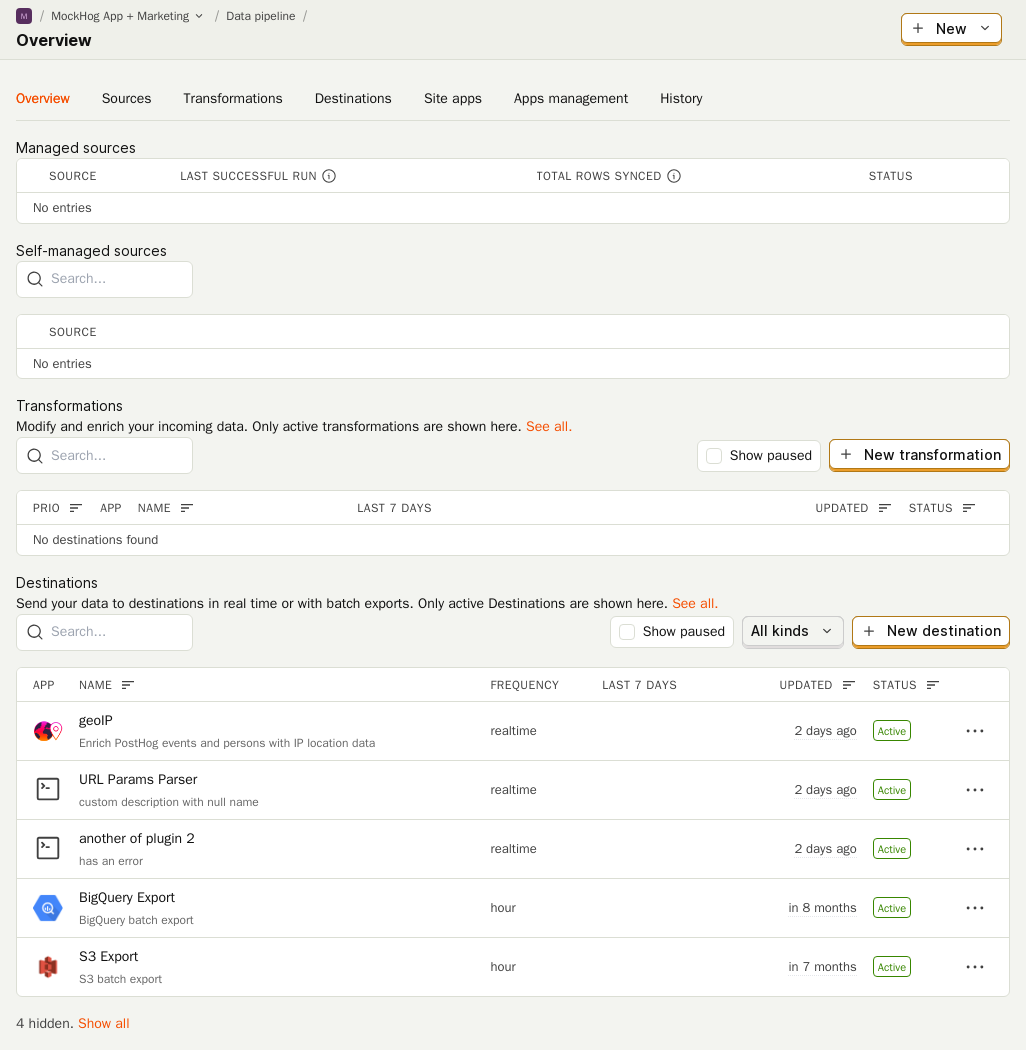 M / MockHog App + Marketing / Data pipeline /
Overview
New
Overview Sources Transformations Destinations Site apps Apps management History
Managed sources
SOURCE LAST SUCCESSFUL RUN TOTAL ROWS SYNCED STATUS
No entries
Self-managed sources
Search...
SOURCE
No entries
Transformations
Modify and enrich your incoming data. Only active transformations are shown here. See all.
Search... Show paused New transformation
PRIO APP NAME LAST 7 DAYS UPDATED STATUS
No destinations found
Destinations
Send your data to destinations in real time or with batch exports. Only active Destinations are shown here. See all.
Search... Show paused All kinds New destination
APP NAME FREQUENCY LAST 7 DAYS UPDATED STATUS
geoIP
Enrich PostHog events and persons with IP location data
realtime 2 days ago Active
URL Params Parser
custom description with null name
realtime 2 days ago Active
another of plugin 2
has an error
realtime 2 days ago Active
BigQuery Export
BigQuery batch export
hour in 8 months Active
S3 Export
S3 batch export
hour in 7 months Active
4 hidden. Show all